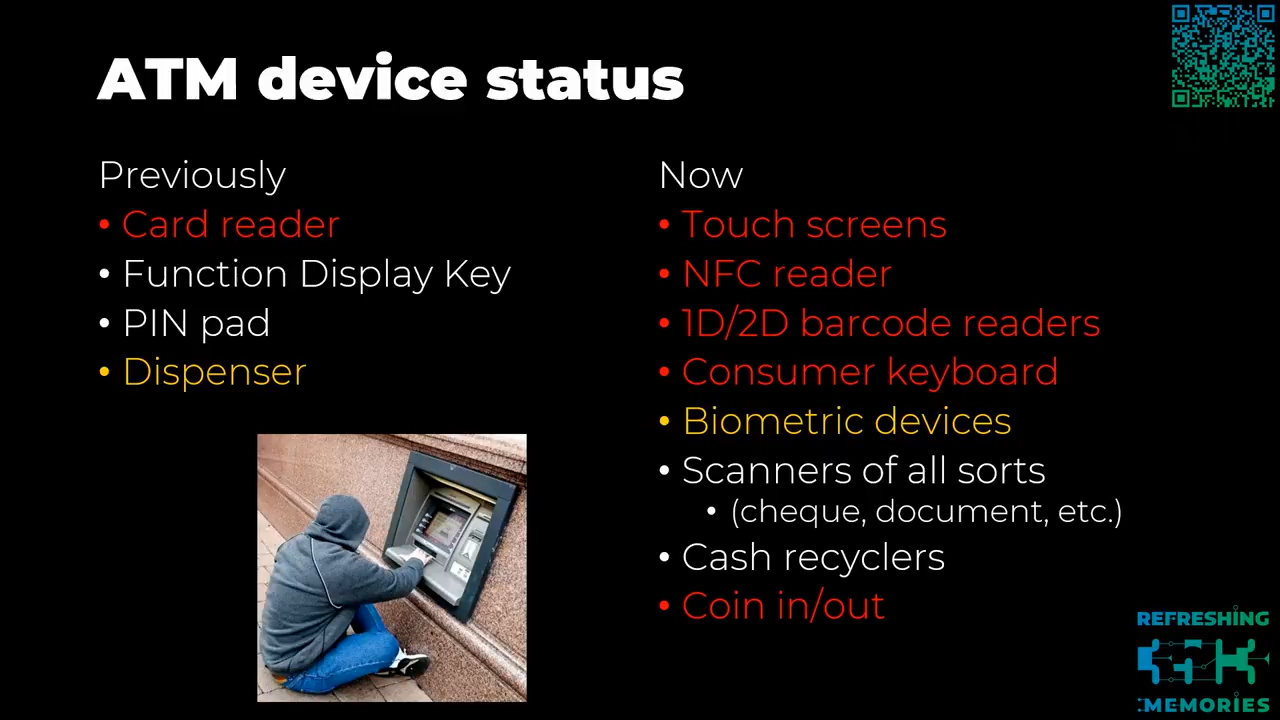 ATM device status
Previously
• Card reader
• Function Display Key
• PIN pad
• Dispenser
Now
• Touch screens
• NFC reader
• 1D/2D barcode readers
• Consumer keyboard
• Biometric devices
• Scanners of all sorts
• (cheque, document, etc.)
• Cash recyclers
• Coin in/out
REFRESHING
:MEMORIES